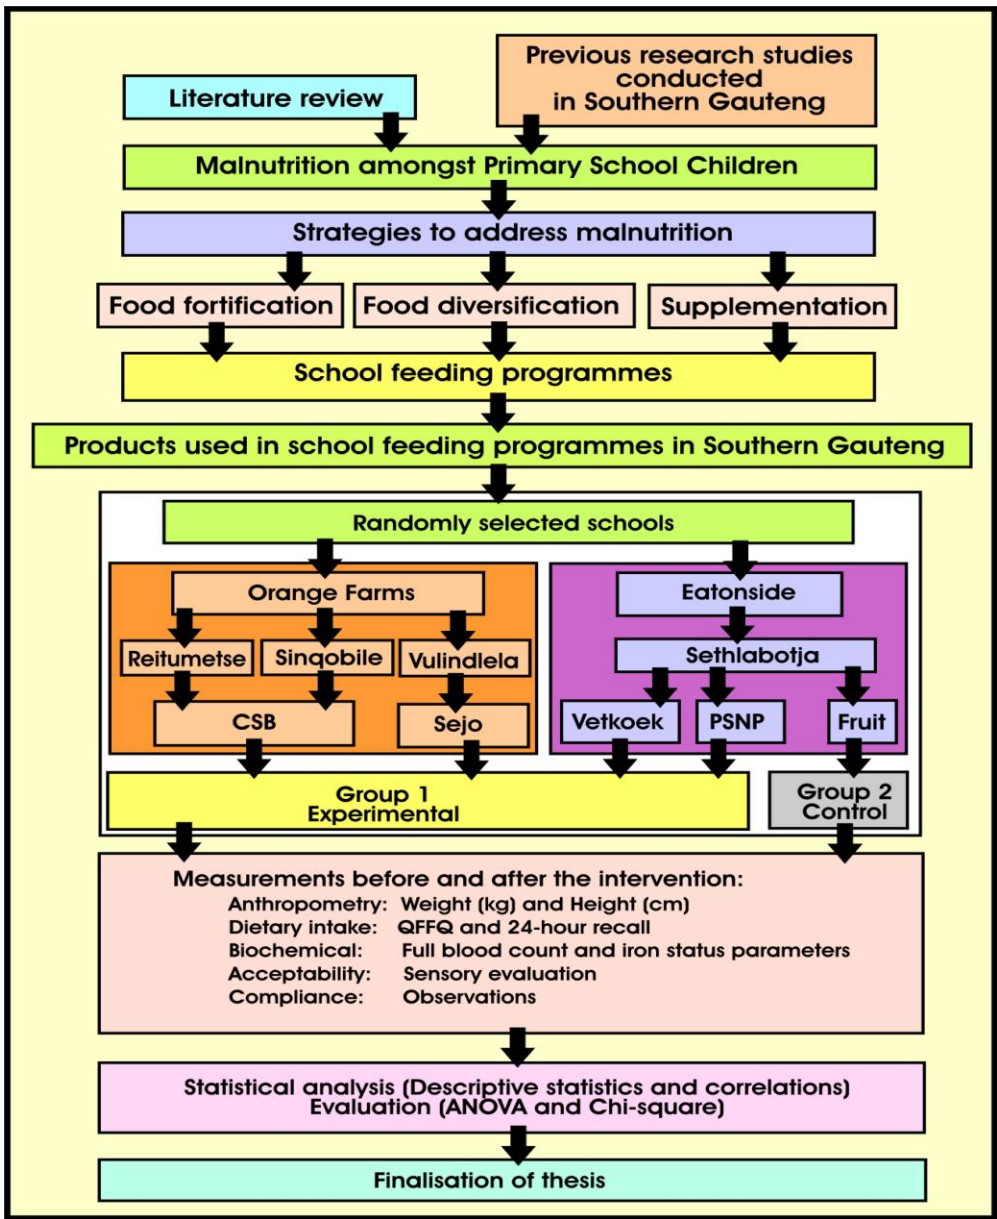 Literature review
Previous research studies
conducted
in Southern Gauteng
Malnutrition amongst Primary School Children
Strategies to address malnutrition
Food fortification
Food diversification
Supplementation
School feeding programmes
Products used in school feeding programmes in Southern Gauteng
Randomly selected schools
Orange Farms
Eatonside
Reitumetse
Sinqobile
Vulindlela
Sethlabotja
CSB
Sejo
Vetkoek
PSNP
Fruit
Group 1
Experimental
Group 2
Control
Measurements before and after the intervention:
Anthropometry: Weight (kg) and Height (cm)
Dietary intake: QFFQ and 24-hour recall
Biochemical: Full blood count and iron status parameters
Acceptability: Sensory evaluation
Compliance: Observations
Statistical analysis (Descriptive statistics and correlations)
Evaluation (ANOVA and Chi-square)
Finalisation of thesis